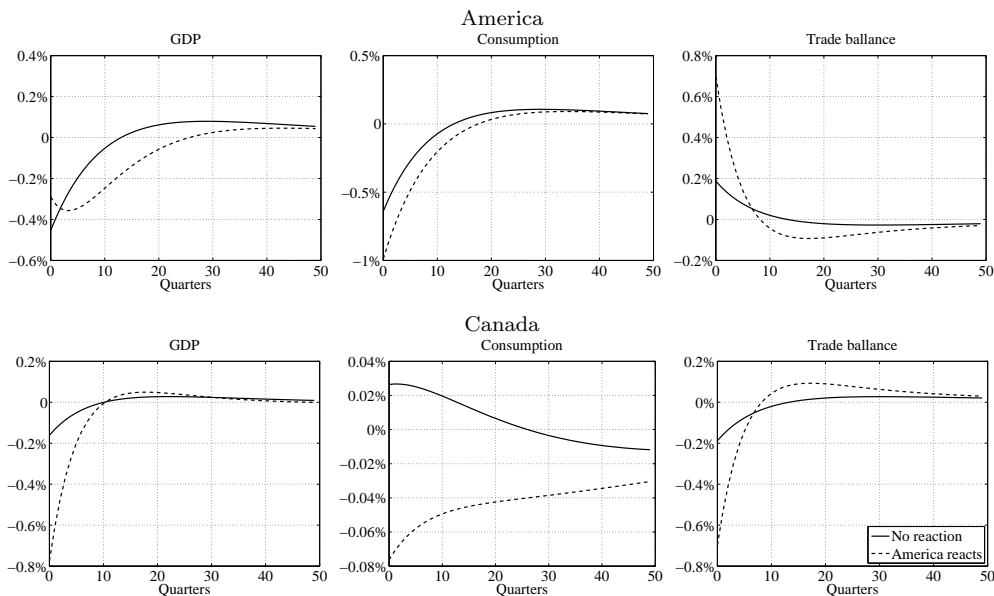 America
GDP
Consumption
Trade ballance
0.4%
0.2%
0
−0.2%
−0.4%
−0.6%
0 10 20 30 40 50
Quarters
0.5%
0
−0.5%
−1%
0 10 20 30 40 50
Quarters
0.8%
0.6%
0.4%
0.2%
0
−0.2%
0 10 20 30 40 50
Quarters
Canada
GDP
Consumption
Trade ballance
0.2%
0
−0.2%
−0.4%
−0.6%
−0.8%
0 10 20 30 40 50
Quarters
0.04%
0.02%
0%
−0.02%
−0.04%
−0.06%
−0.08%
0 10 20 30 40 50
Quarters
0.2%
0%
−0.2%
−0.4%
−0.6%
−0.8%
0 10 20 30 40 50
Quarters
No reaction
America reacts